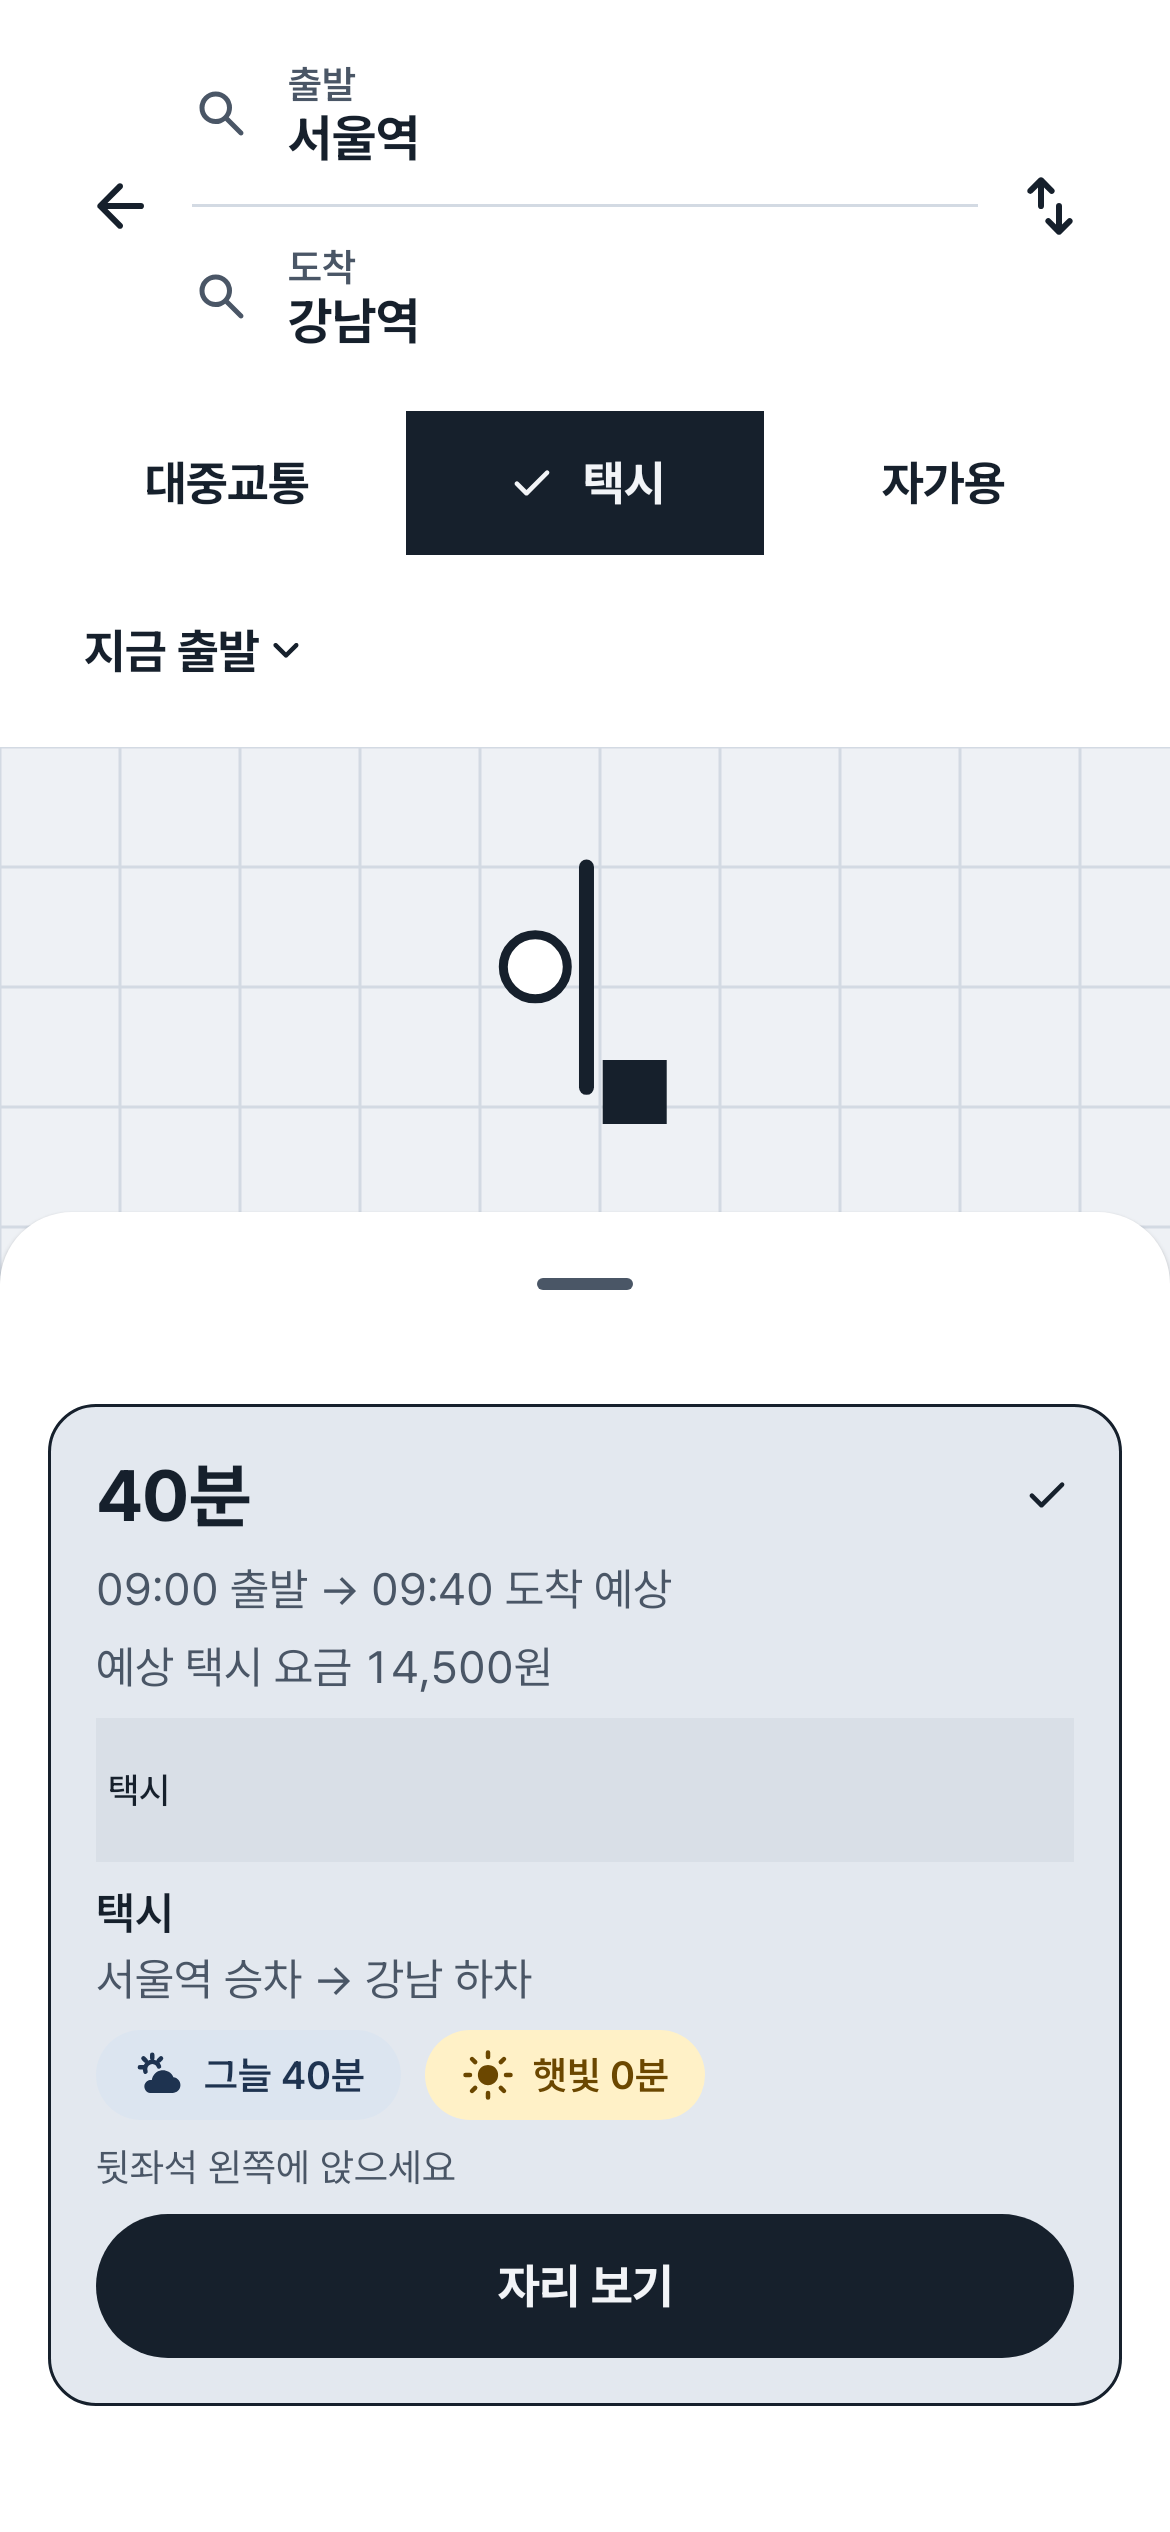 출발
서울역
도착
강남역
대중교통
택시
자가용
지금 출발
40분
09:00 출발 → 09:40 도착 예상
예상 택시 요금 14,500원
택시
택시
서울역 승차 → 강남 하차
그늘 40분
햇빛 0분
뒷좌석 왼쪽에 앉으세요
자리 보기